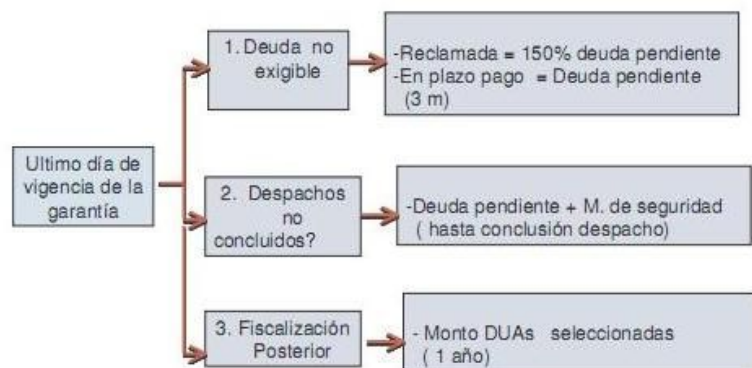 Ultimo día de
vigencia de la
garantía
1. Deuda no
exigible
-Reclamada = 150% deuda pendiente
-En plazo pago = Deuda pendiente
(3 m)
2. Despachos
no
concluidos?
-Deuda pendiente + M. de seguridad
( hasta conclusión despacho)
3. Fiscalización
Posterior
- Monto DUAs seleccionadas
( 1 año)